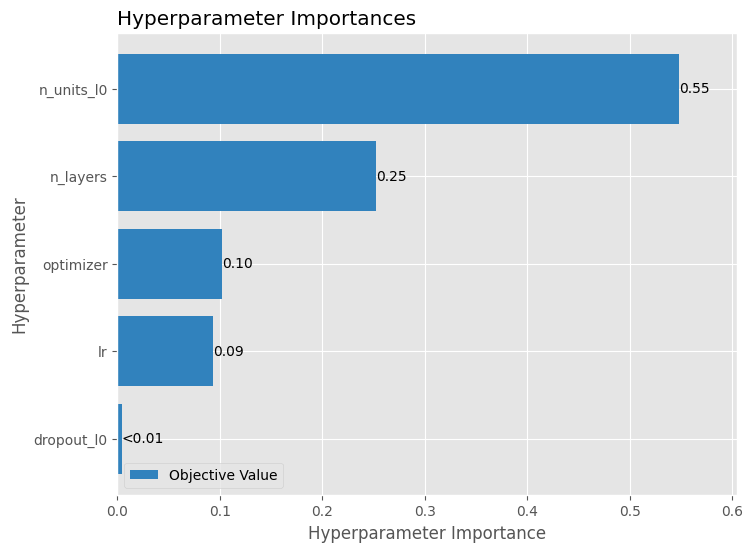 Hyperparameter Importances
Hyperparameter
n_units_l0
0.55
n_layers
0.25
optimizer
0.10
lr
0.09
dropout_l0
<0.01
Objective Value
0.0 0.1 0.2 0.3 0.4 0.5 0.6
Hyperparameter Importance